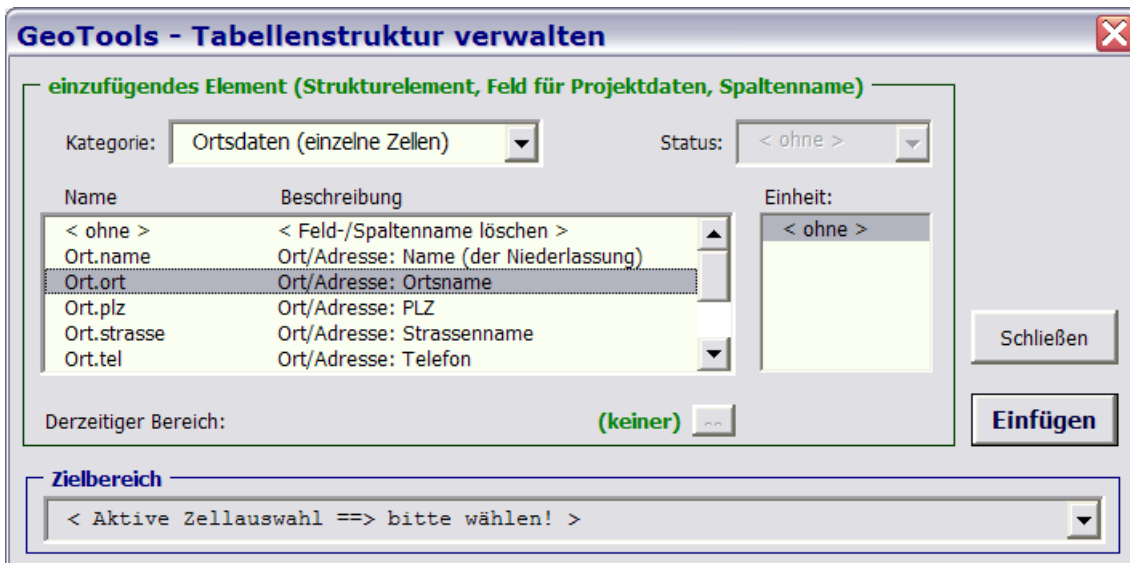 GeoTools - Tabellenstruktur verwalten
einzufügendes Element (Strukturelement, Feld für Projektdaten, Spaltenname)
Kategorie: Ortsdaten (einzelne Zellen) Status: < ohne >
Name Beschreibung Einheit:
< ohne > < Feld-/Spaltenname löschen > < ohne >
Ort.name Ort/Adresse: Name (der Niederlassung)
Ort.ort Ort/Adresse: Ortsname
Ort.plz Ort/Adresse: PLZ
Ort.strasse Ort/Adresse: Strassenname
Ort.tel Ort/Adresse: Telefon
Schließen
Derzeitiger Bereich: (keiner) ...
Einfügen
Zielbereich
< Aktive Zellauswahl ==> bitte wählen! >